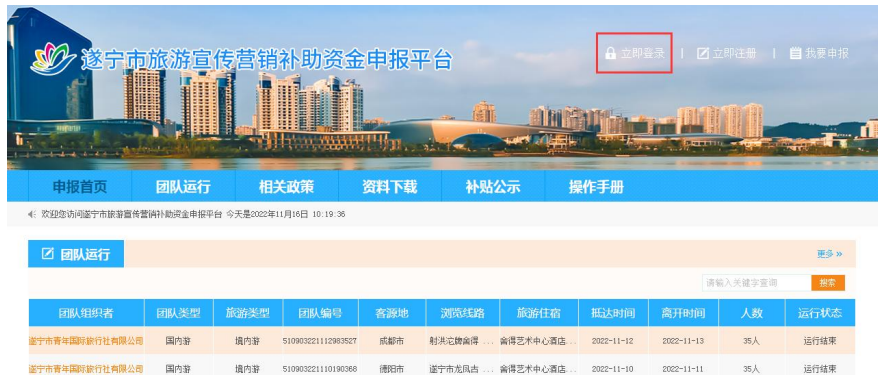 遂宁市旅游宣传营销补助资金申报平台
立即登录 | 立即注册 | 我要申报
申报首页 团队运行 相关政策 资料下载 补贴公示 操作手册
欢迎您访问遂宁市旅游宣传营销补助资金申报平台 今天是2022年11月16日 10:19:36
团队运行 更多 »
请输入关键字查询 搜索
团队组织者 团队类型 旅游类型 团队编号 客源地 浏览线路 旅游住宿 抵达时间 离开时间 人数 运行状态
遂宁市青年国际旅行社有限公司 国内游 境内游 510903221112983527 成都市 射洪沱牌舍得 ... 舍得艺术中心酒店... 2022-11-12 2022-11-13 35人 运行结束
遂宁市青年国际旅行社有限公司 国内游 境内游 510903221110190368 德阳市 遂宁市龙凤古 ... 舍得艺术中心酒店... 2022-11-10 2022-11-11 35人 运行结束